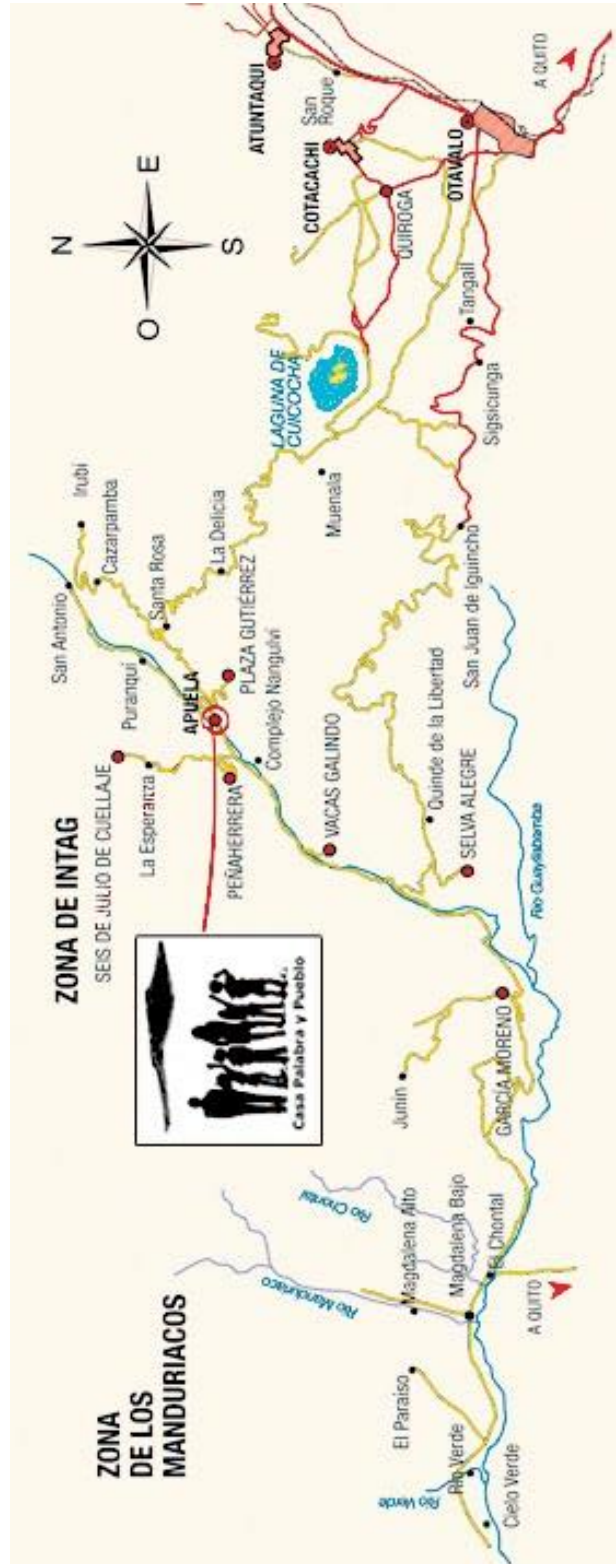 ZONA
DE LOS
MANDURIACOS
ZONA DE INTAG
SEIS DE JULIO DE CUELLAJE
La Esperanza
PEÑAHERRERA
APUELA
Puranquí
San Antonio
Irubí
Cazarpamba
Santa Rosa
La Delicia
PLAZA GUTIÉRREZ
Complejo Nangulví
VACAS GALINDO
Casa Palabra y Pueblo
N
O
E
S
ATUNTAQUI
San
Roque
COTACACHI
QUIROGA
OTAVALO
A QUITO
LAGUNA DE
CUICOCHA
Muenala
Tangalí
Sigsicunga
San Juan de Iguincho
Quinde de la Libertad
SELVA ALEGRE
Río Guayllabamba
Junín
GARCÍA MORENO
Río Chontal
Río Manduriaco
Magdalena Alto
Magdalena Bajo
El Chontal
A QUITO
El Paraíso
Río Verde
Río Verde
Cielo Verde